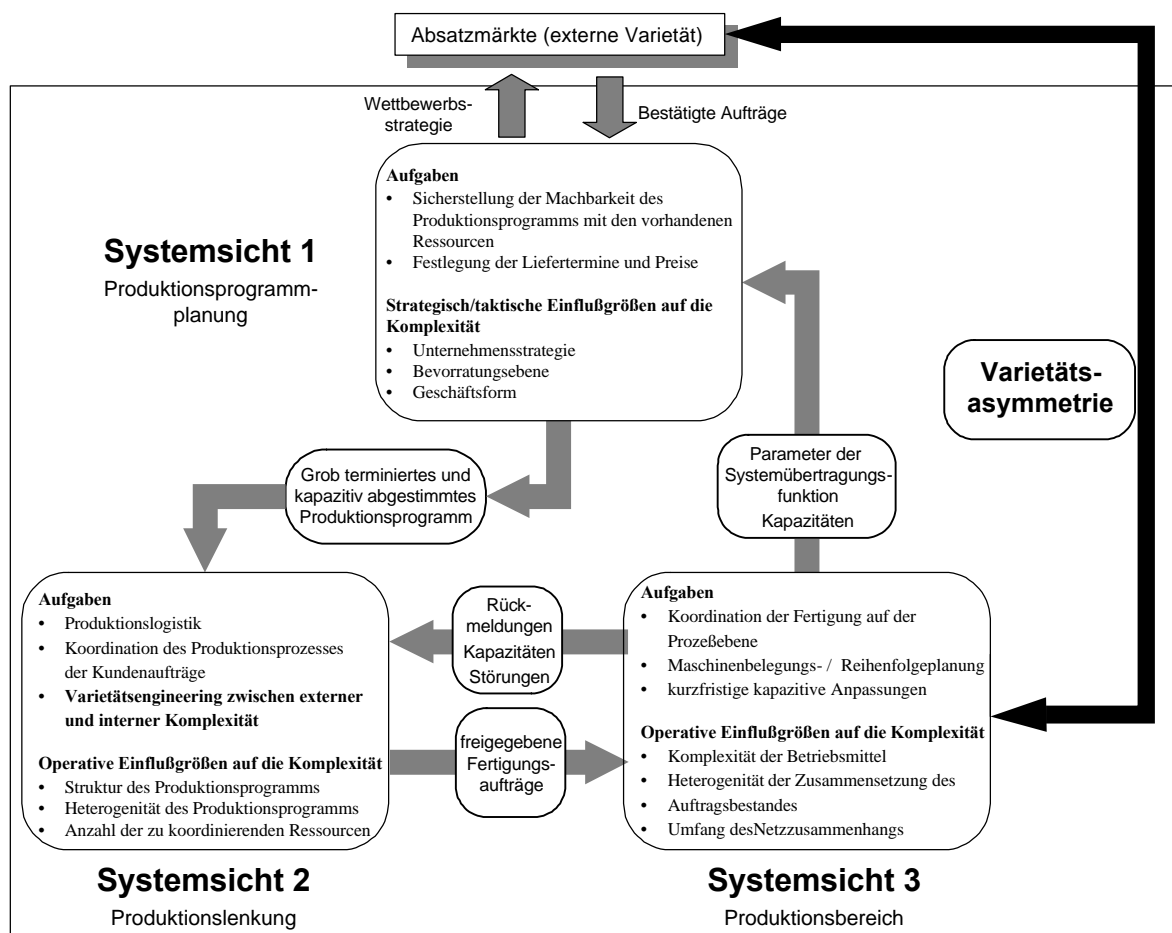 Absatzmärkte (externe Varietät)
Wettbewerbs-
strategie
Bestätigte Aufträge
Systemsicht 1
Produktionsprogramm-
planung
Aufgaben
• Sicherstellung der Machbarkeit des
Produktionsprogramms mit den vorhandenen
Ressourcen
• Festlegung der Liefertermine und Preise
Strategisch/taktische Einflußgrößen auf die
Komplexität
• Unternehmensstrategie
• Bevorratungsebene
• Geschäftsform
Varietäts-
asymmetrie
Grob terminiertes und
kapazitiv abgestimmtes
Produktionsprogramm
Parameter der
Systemübertragungs-
funktion
Kapazitäten
Aufgaben
• Produktionslogistik
• Koordination des Produktionsprozesses
der Kundenaufträge
• Varietätsengineering zwischen externer
und interner Komplexität
Operative Einflußgrößen auf die Komplexität
• Struktur des Produktionsprogramms
• Heterogenität des Produktionsprogramms
• Anzahl der zu koordinierenden Ressourcen
Rück-
meldungen
Kapazitäten
Störungen
freigegebene
Fertigungs-
aufträge
Aufgaben
• Koordination der Fertigung auf der
Prozeßebene
• Maschinenbelegungs- / Reihenfolgeplanung
• kurzfristige kapazitive Anpassungen
Operative Einflußgrößen auf die Komplexität
• Komplexität der Betriebsmittel
• Heterogenität der Zusammensetzung des
• Auftragsbestandes
• Umfang desNetzzusammenhangs
Systemsicht 2
Produktionslenkung
Systemsicht 3
Produktionsbereich